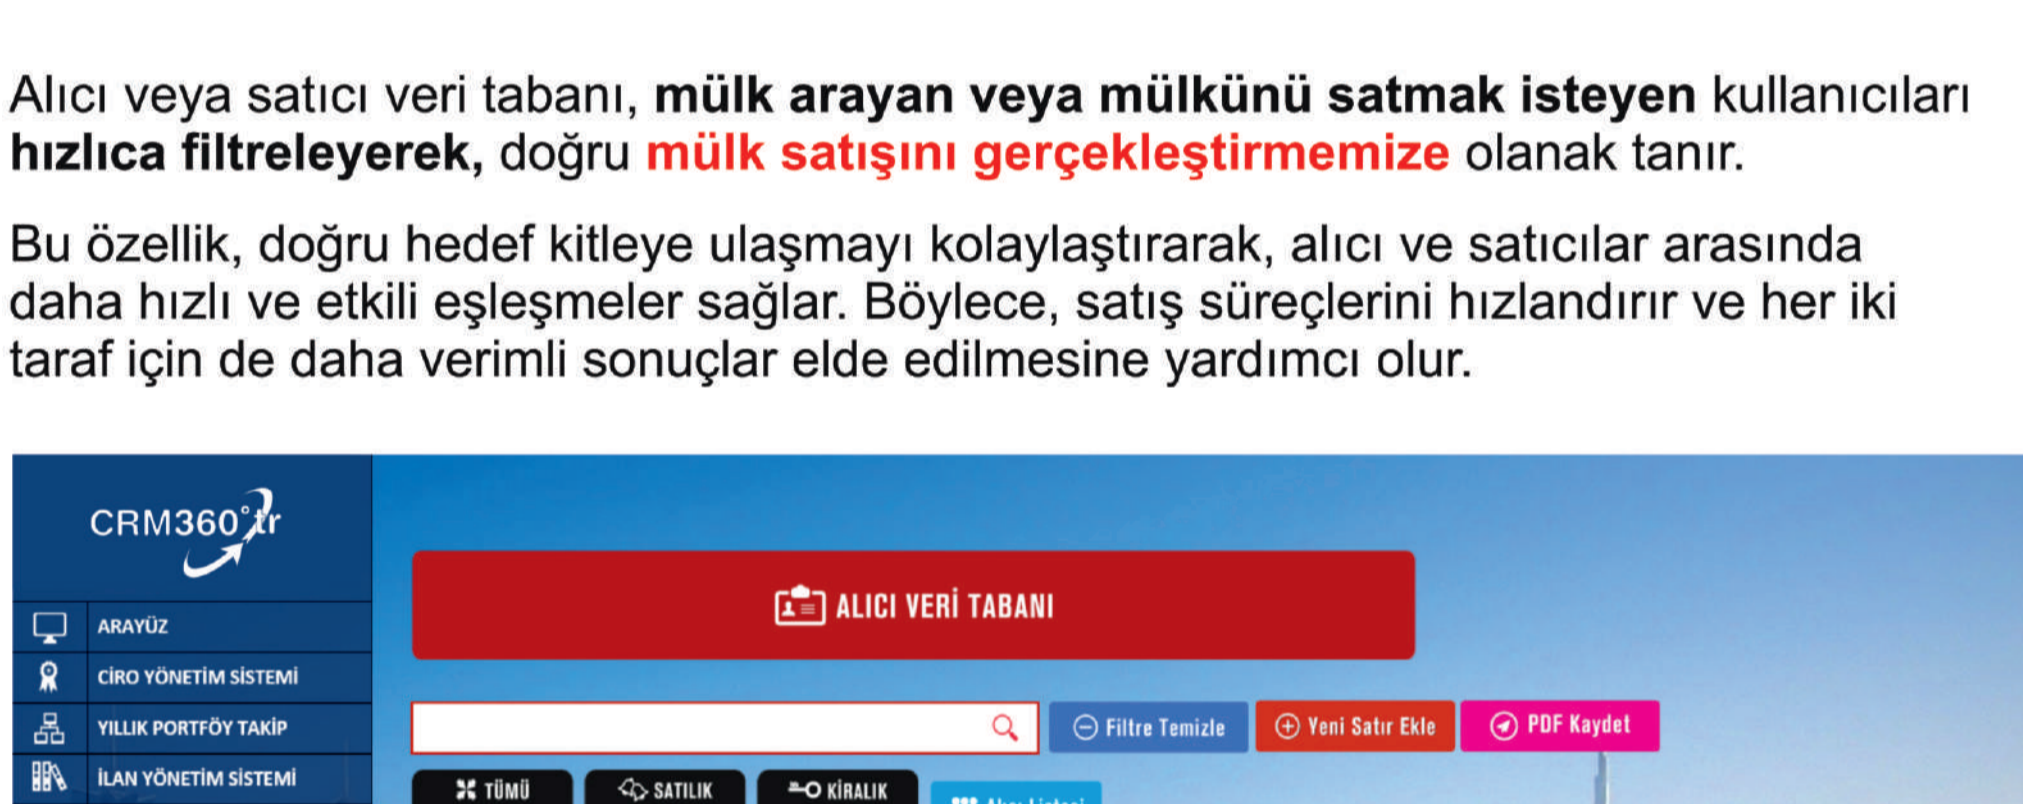 Alıcı veya satıcı veri tabanı, mülk arayan veya mülkünü satmak isteyen kullanıcıları
hızlıca filtreleyerek, doğru mülk satışını gerçekleştirmemize olanak tanır.
Bu özellik, doğru hedef kitleye ulaşmayı kolaylaştırarak, alıcı ve satıcılar arasında
daha hızlı ve etkili eşleşmeler sağlar. Böylece, satış süreçlerini hızlandırır ve her iki
taraf için de daha verimli sonuçlar elde edilmesine yardımcı olur.
CRM360°tr
ALICI VERİ TABANI
ARAYÜZ
CİRO YÖNETİM SİSTEMİ
YILLIK PORTFÖY TAKİP
Filtre Temizle
Yeni Satır Ekle
PDF Kaydet
İLAN YÖNETİM SİSTEMİ
TÜMÜ
SATILIK
KİRALIK